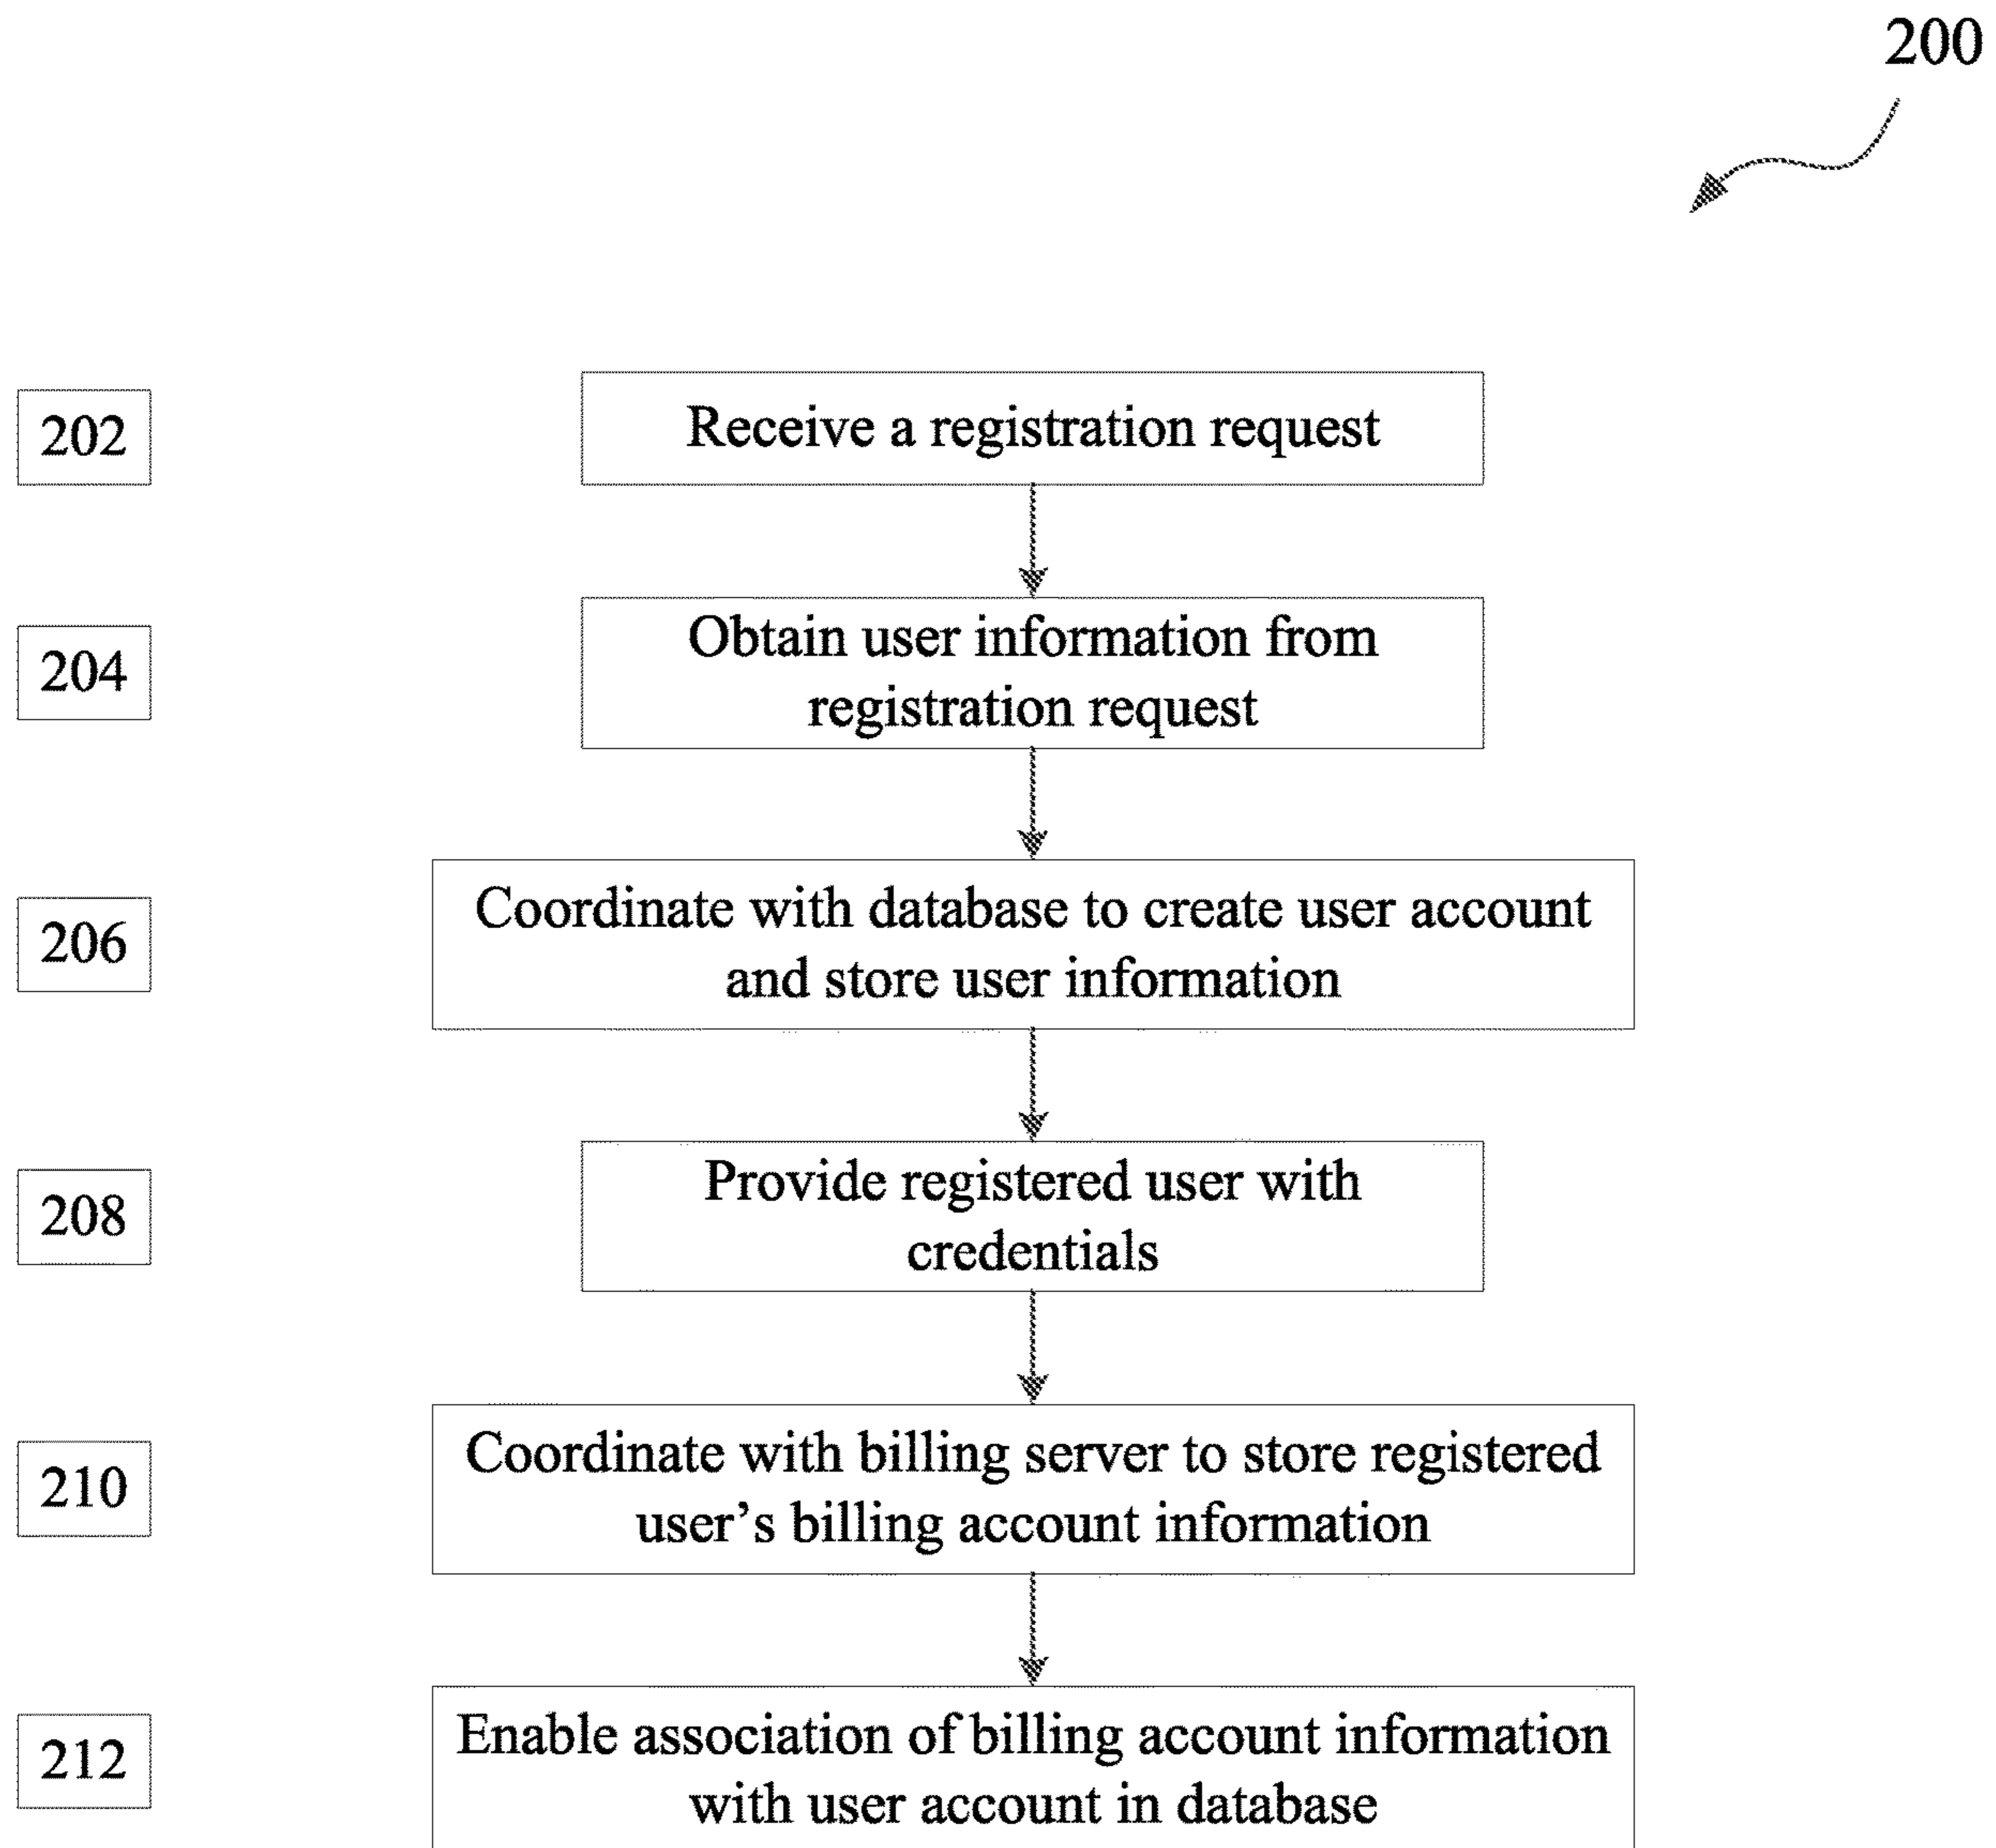 200
202
Receive a registration request
204
Obtain user information from
registration request
206
Coordinate with database to create user account
and store user information
208
Provide registered user with
credentials
210
Coordinate with billing server to store registered
user’s billing account information
212
Enable association of billing account information
with user account in database